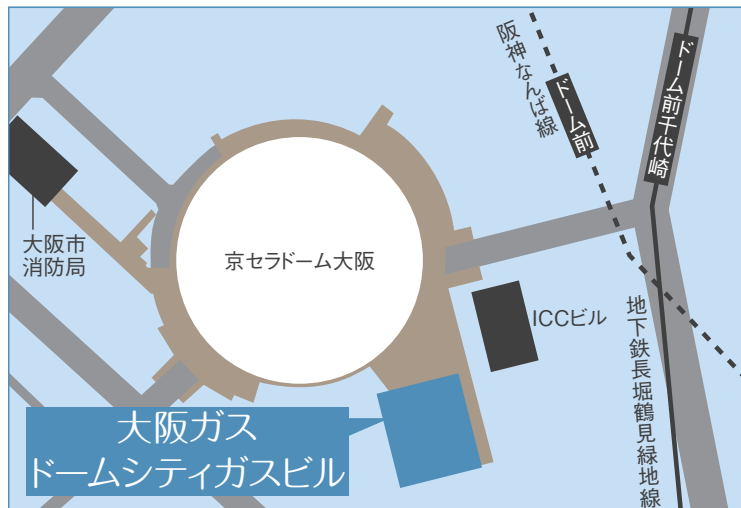 阪神なんば線
ドーム前
ドーム前千代崎
大阪市
消防局
京セラドーム大阪
ICCビル
地下鉄長堀鶴見緑地線
大阪ガス
ドームシティガスビル